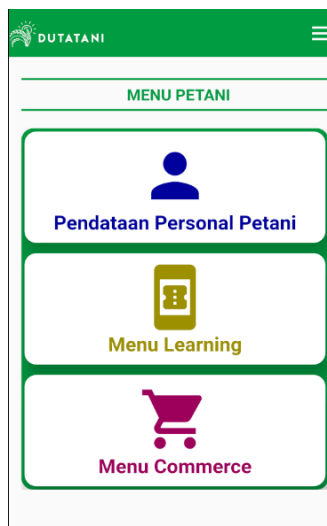 DUTATANI
MENU PETANI
Pendataan Personal Petani
Menu Learning
Menu Commerce